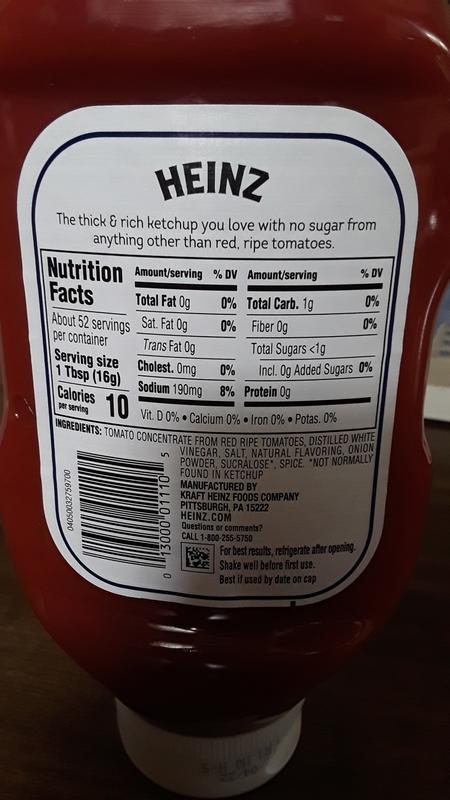 HEINZ
The thick & rich ketchup you love with no sugar from
anything other than red, ripe tomatoes.
Nutrition
Facts
About 52 servings
per container
Serving size
1 Tbsp (16g)
Calories
per serving
10
Amount/serving % DV
Total Fat 0g 0%
Sat. Fat 0g 0%
Trans Fat 0g
Cholest. 0mg 0%
Sodium 190mg 8%
Amount/serving % DV
Total Carb. 1g 0%
Fiber 0g 0%
Total Sugars <1g
Incl. 0g Added Sugars 0%
Protein 0g
Vit. D 0% • Calcium 0% • Iron 0% • Potas. 0%
INGREDIENTS: TOMATO CONCENTRATE FROM RED RIPE TOMATOES, DISTILLED WHITE
VINEGAR, SALT, NATURAL FLAVORING, ONION
POWDER, SUCRALOSE*, SPICE. *NOT NORMALLY
FOUND IN KETCHUP
MANUFACTURED BY
KRAFT HEINZ FOODS COMPANY
PITTSBURGH, PA 15222
HEINZ.COM
Questions or comments?
CALL 1-800-255-5750
For best results, refrigerate after opening.
Shake well before first use.
Best if used by date on cap
04050032759700
0 13000 01110 5